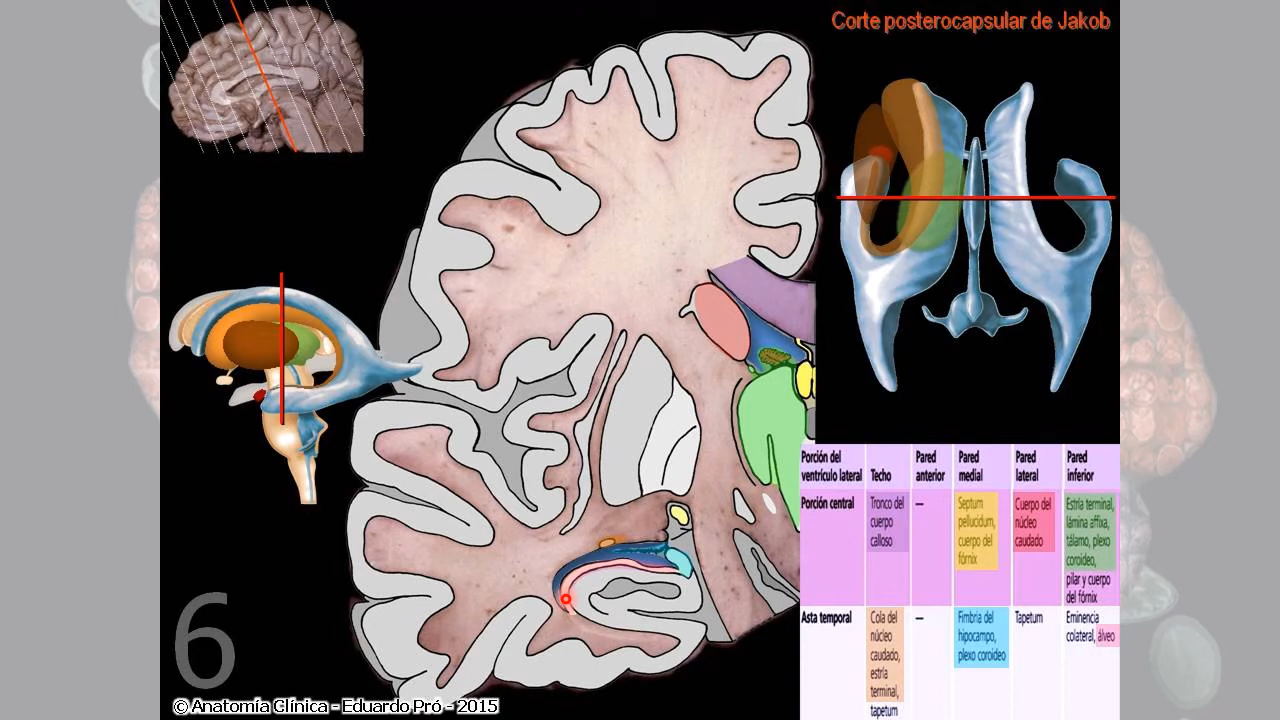 Corte posterocapsular de Jakob
Porción del
ventrículo lateral
Techo
Pared
anterior
Pared
medial
Pared
lateral
Pared
inferior
Porción central
Tronco del
cuerpo
calloso
—
Septum
pellucidum,
cuerpo del
fórnix
Cuerpo del
núcleo
caudado
Estría terminal,
lámina affixa,
tálamo, plexo
coroideo,
pilar y cuerpo
del fórnix
Asta temporal
Cola del
núcleo
caudado,
estría
terminal,
tapetum
—
Fimbria del
hipocampo,
plexo coroideo
Tapetum
Eminencia
colateral, álveo
6
© Anatomía Clínica - Eduardo Pró - 2015